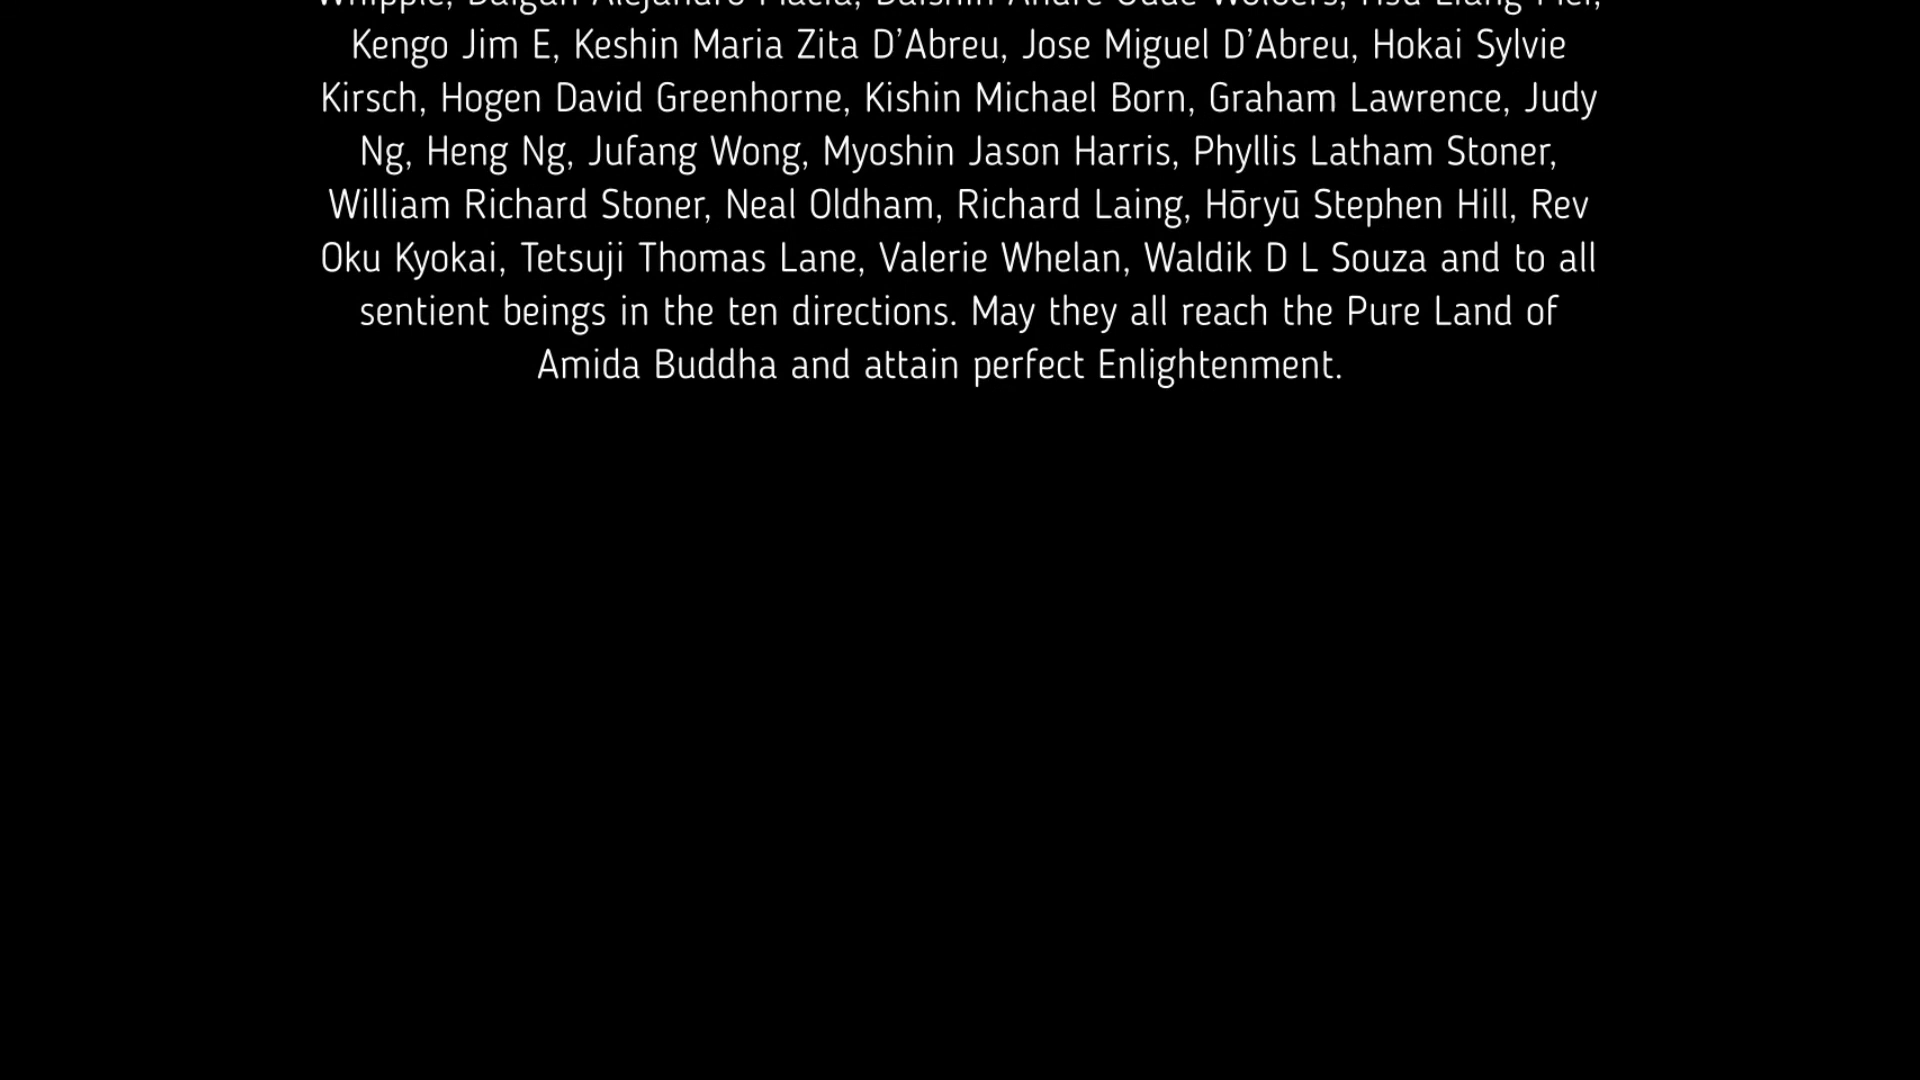 Whipple, Daigan Alejandro Macia, Daishin Andre Oude Wolbers, Hsu Liang Mei,
Kengo Jim E, Keshin Maria Zita D’Abreu, Jose Miguel D’Abreu, Hokai Sylvie
Kirsch, Hogen David Greenhorne, Kishin Michael Born, Graham Lawrence, Judy
Ng, Heng Ng, Jufang Wong, Myoshin Jason Harris, Phyllis Latham Stoner,
William Richard Stoner, Neal Oldham, Richard Laing, Hōryū Stephen Hill, Rev
Oku Kyokai, Tetsuji Thomas Lane, Valerie Whelan, Waldik D L Souza and to all
sentient beings in the ten directions. May they all reach the Pure Land of
Amida Buddha and attain perfect Enlightenment.